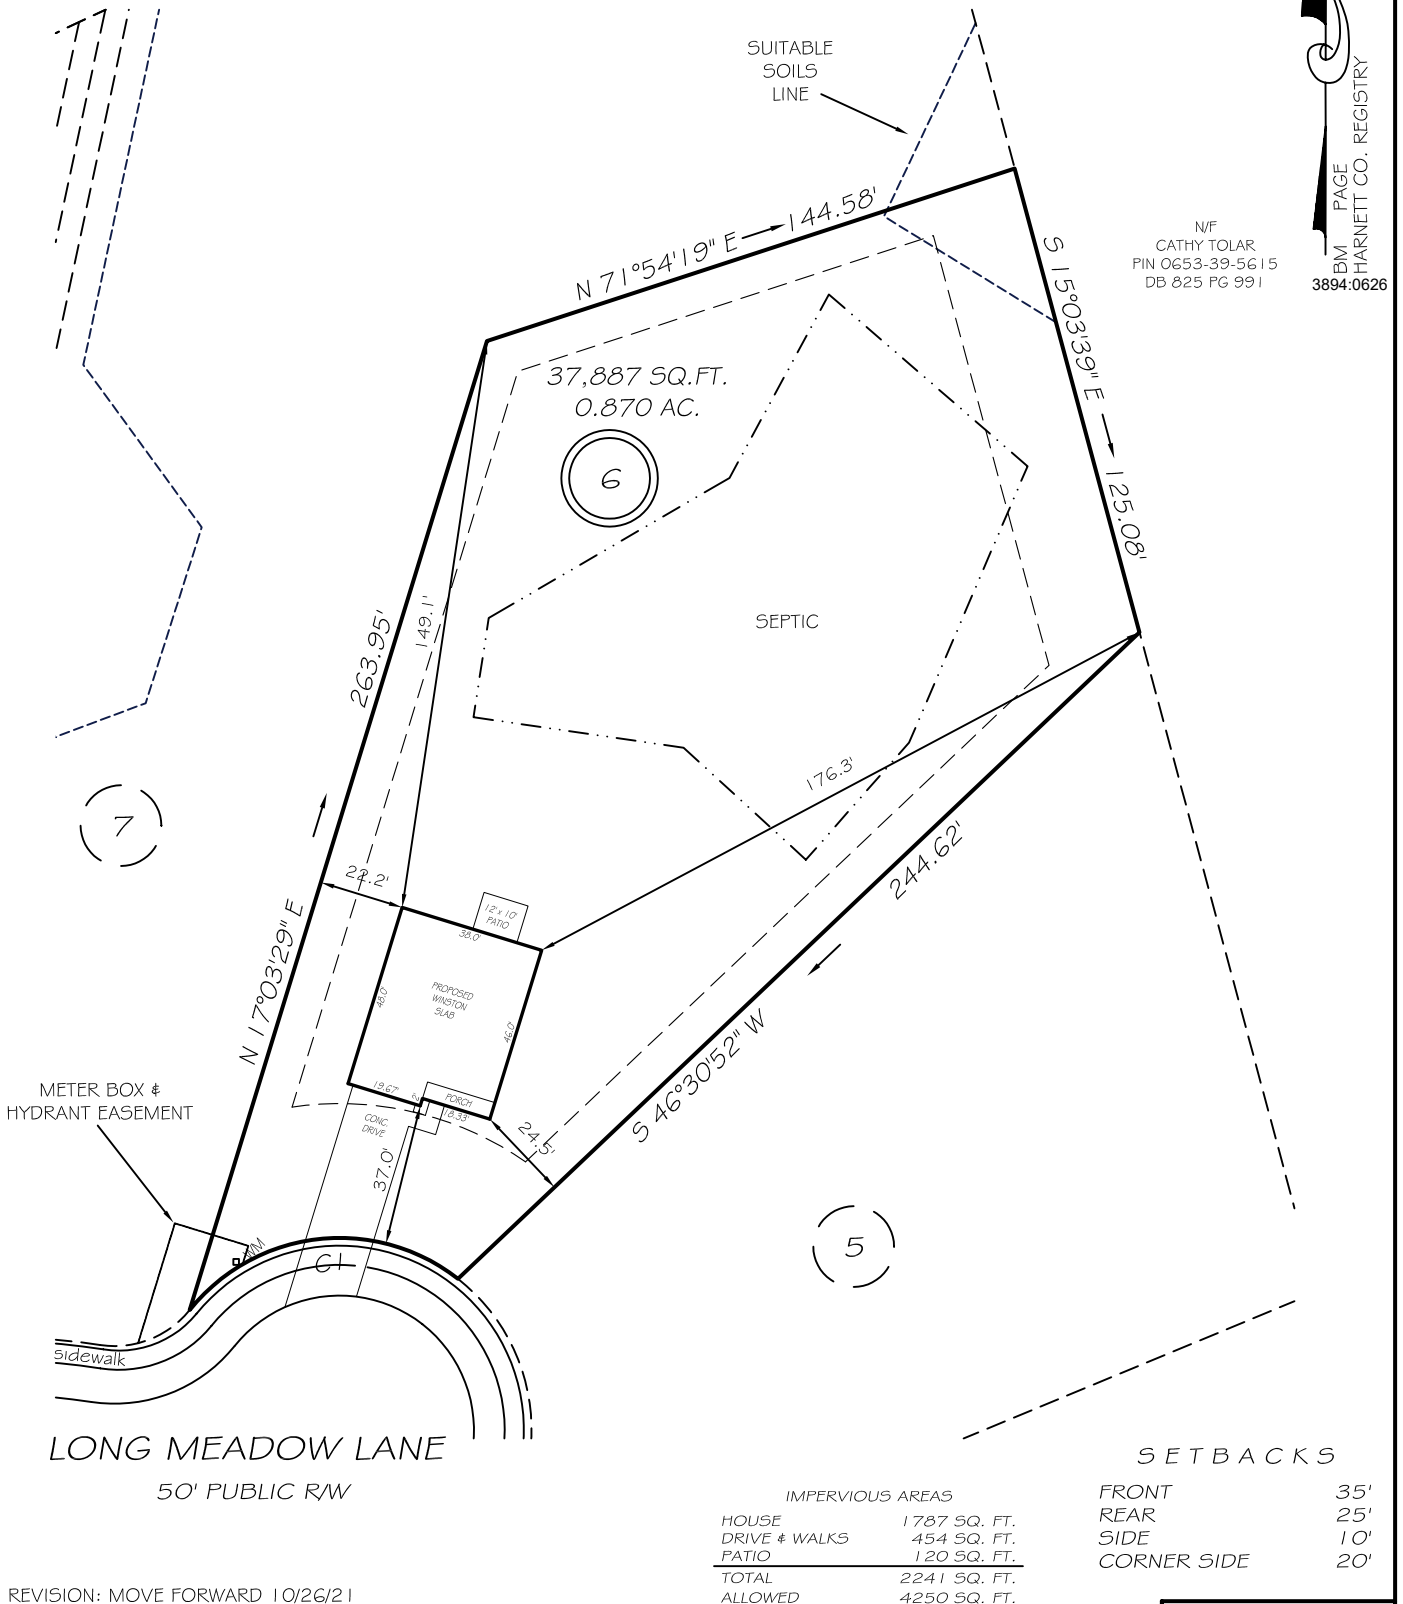 SUITABLE
SOILS
LINE
BM PAGE
HARNETT CO. REGISTRY
3894:0626
N/F
CATHY TOLAR
PIN 0653-39-5615
DB 825 PG 991
N 71°54'19" E 144.58'
S 15°03'39" E 125.08'
37,887 SQ.FT.
0.870 AC.
6
SEPTIC
149.1'
263.95'
N 17°03'29" E
176.3'
244.62'
S 46°30'52" W
7
22.2'
12' x 10'
PATIO
38.0'
PROPOSED
WINSTON
SLAB
48.0'
46.0'
19.67'
2'
PORCH
18.33'
CONC.
DRIVE
37.0'
24.5'
METER BOX &
HYDRANT EASEMENT
WM
C1
5
Sidewalk
LONG MEADOW LANE
50' PUBLIC R/W
SETBACKS
FRONT 35'
REAR 25'
SIDE 10'
CORNER SIDE 20'
IMPERVIOUS AREAS
HOUSE 1787 SQ. FT.
DRIVE & WALKS 454 SQ. FT.
PATIO 120 SQ. FT.
TOTAL 2241 SQ. FT.
ALLOWED 4250 SQ. FT.
REVISION: MOVE FORWARD 10/26/21